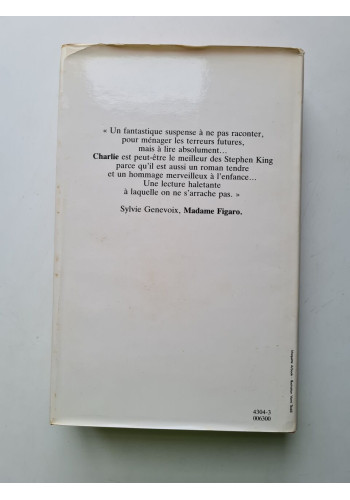 « Un fantastique suspense à ne pas raconter,
pour ménager les terreurs futures,
mais à lire absolument...
Charlie est peut-être le meilleur des Stephen King
parce qu'il est aussi un roman tendre
et un hommage merveilleux à l'enfance...
Une lecture haletante
à laquelle on ne s'arrache pas. »
Sylvie Genevoix, Madame Figaro.
4304-3
006300